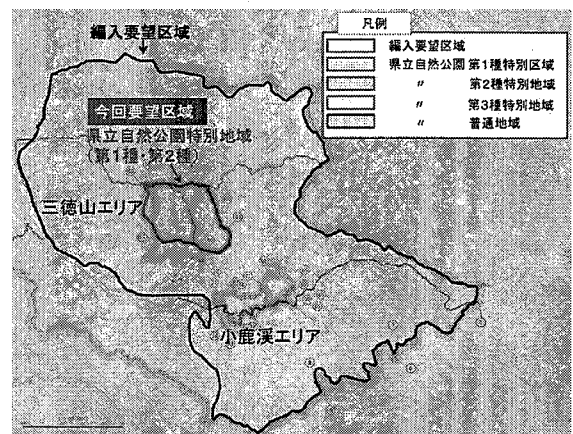 編入要望区域
凡例
編入要望区域
県立自然公園 第1種特別区域
〃 第2種特別地域
〃 第3種特別地域
〃 普通地域
今回要望区域
県立自然公園特別地域
(第1種・第2種)
三徳山エリア
小鹿渓エリア